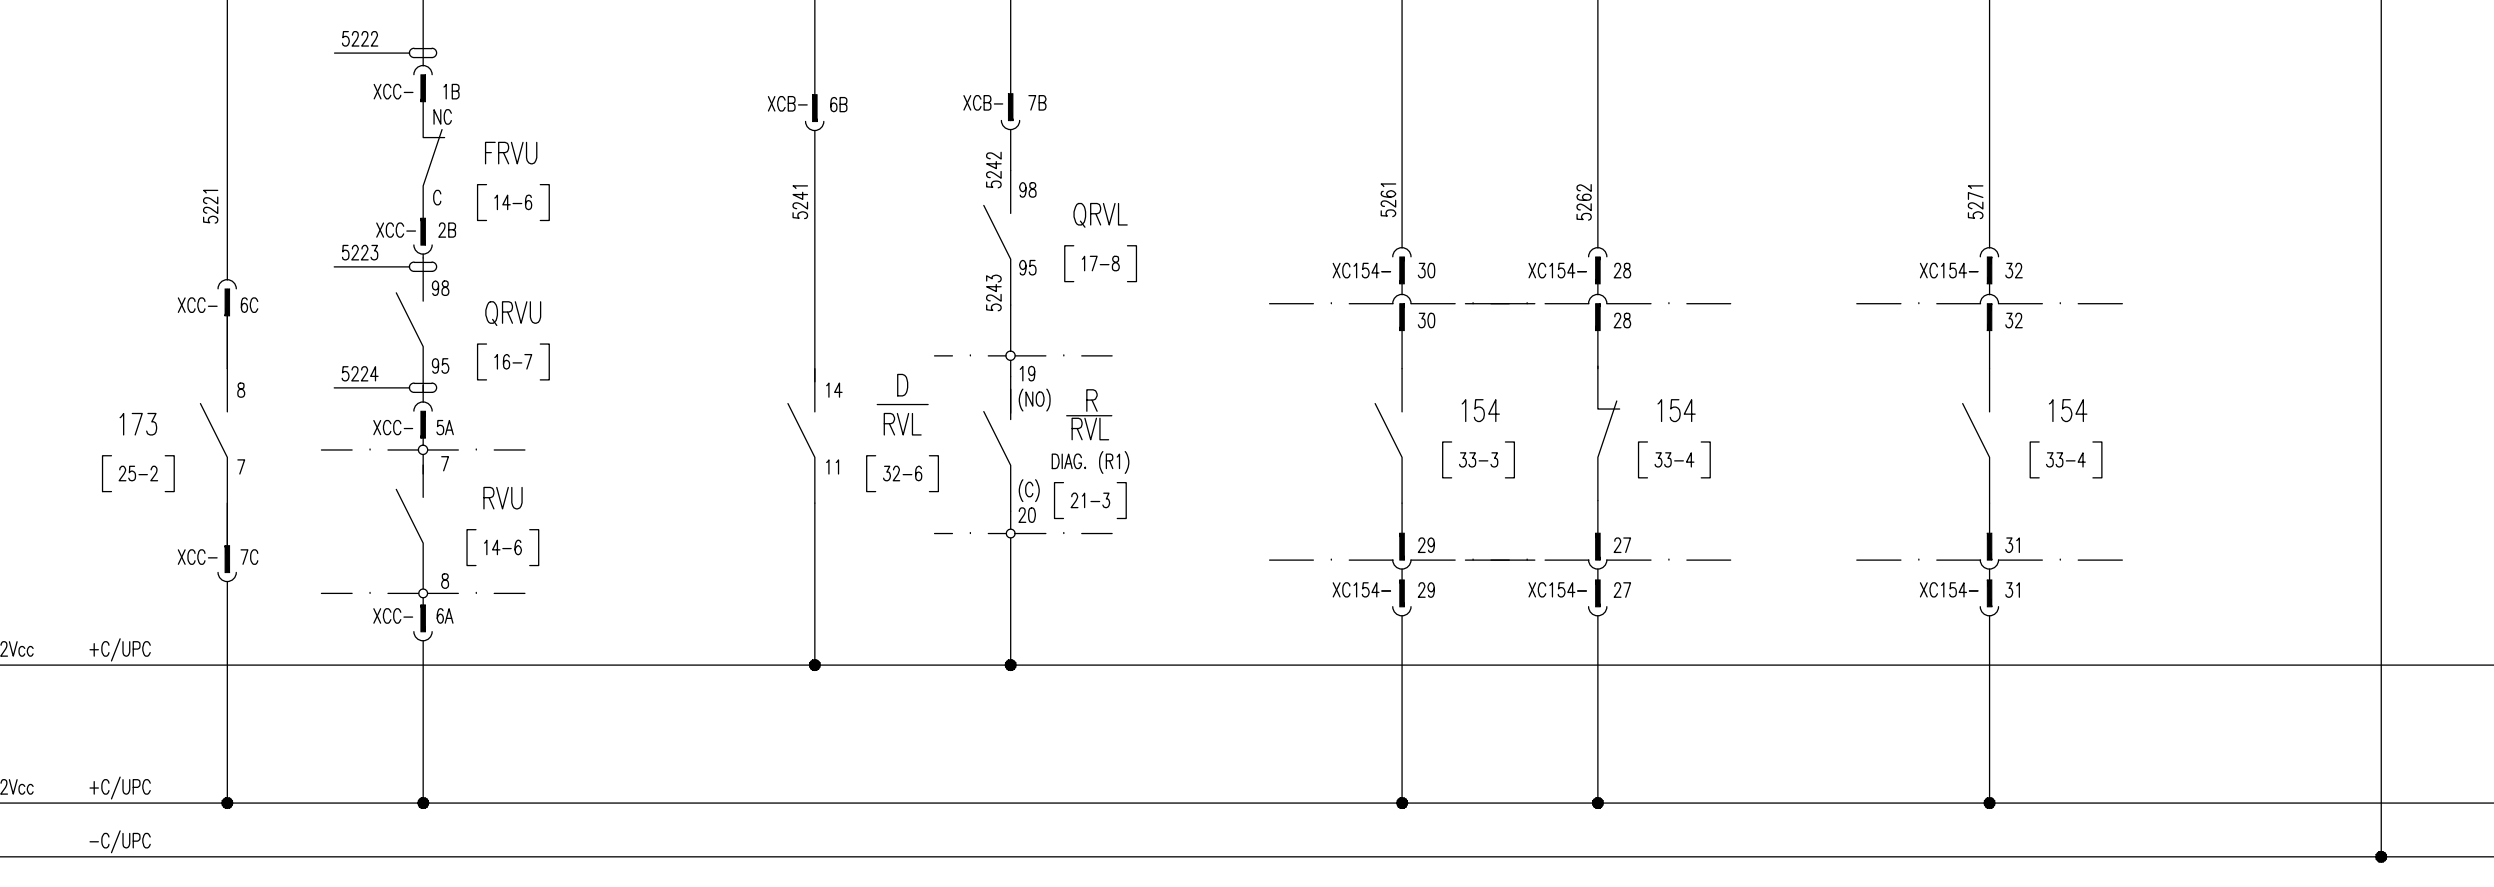 5222
XCC- 1B
NC
FRVU
C
[14-6]
XCC- 2B
5221
5223
98
QRVU
XCC- 6C
[16-7]
95
5224
8
173
XCC- 5A
[25-2]
7
7
RVU
[14-6]
XCC- 7C
8
XCC- 6A
XCB- 6B
5241
14
D
RVL
11
[32-6]
XCB- 7B
5242
98
QRVL
[17-8]
95
5243
19
(NO)
R
RVL
DIAG. (R1)
(C)
[21-3]
20
5261
XC154- 30
30
154
[33-3]
29
XC154- 29
5262
XC154- 28
28
154
[33-4]
27
XC154- 27
5271
XC154- 32
32
154
[33-4]
31
XC154- 31
2Vcc +C/UPC
2Vcc +C/UPC
-C/UPC